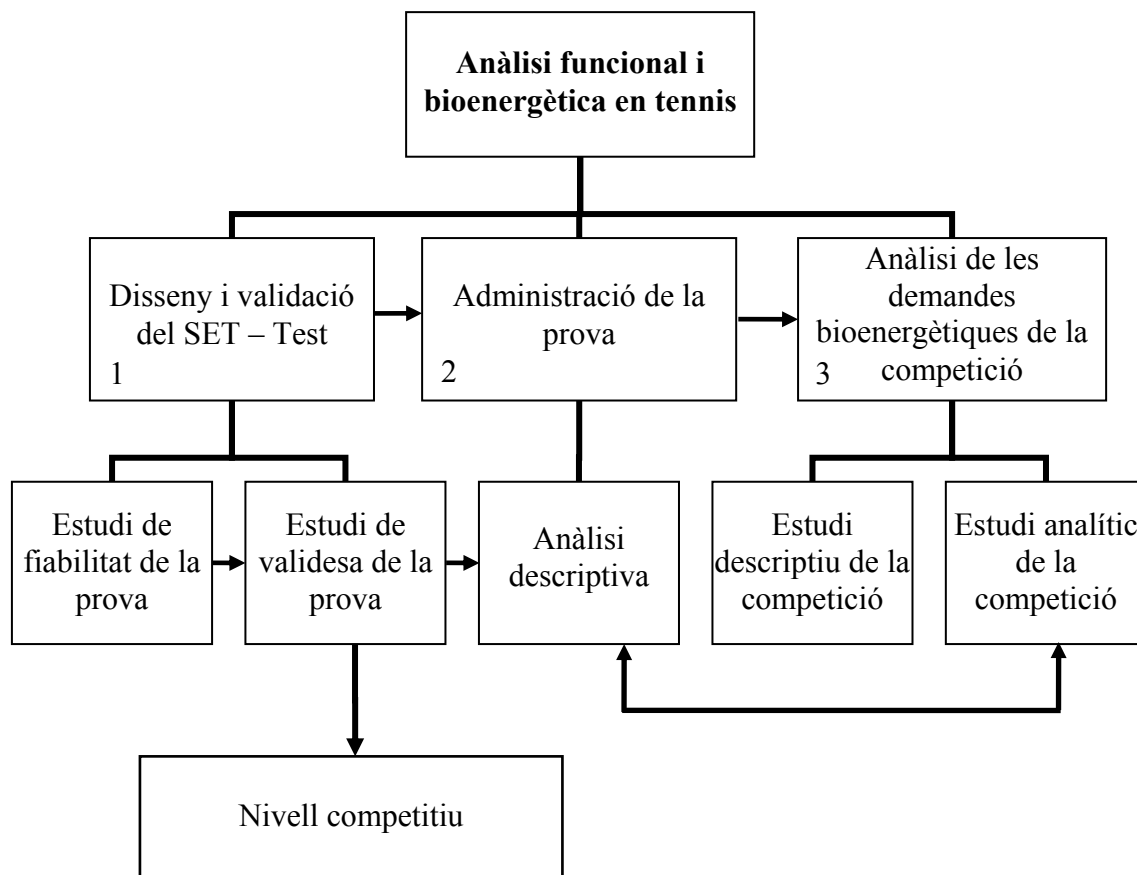 Anàlisi funcional i
bioenergètica en tennis
Disseny i validació
del SET – Test
1
Administració de la
prova
2
Anàlisi de les
demandes
bioenergètiques de la
3 competició
Estudi de
fiabilitat de la
prova
Estudi de
validesa de la
prova
Anàlisi
descriptiva
Estudi
descriptiu de la
competició
Estudi analític
de la
competició
Nivell competitiu